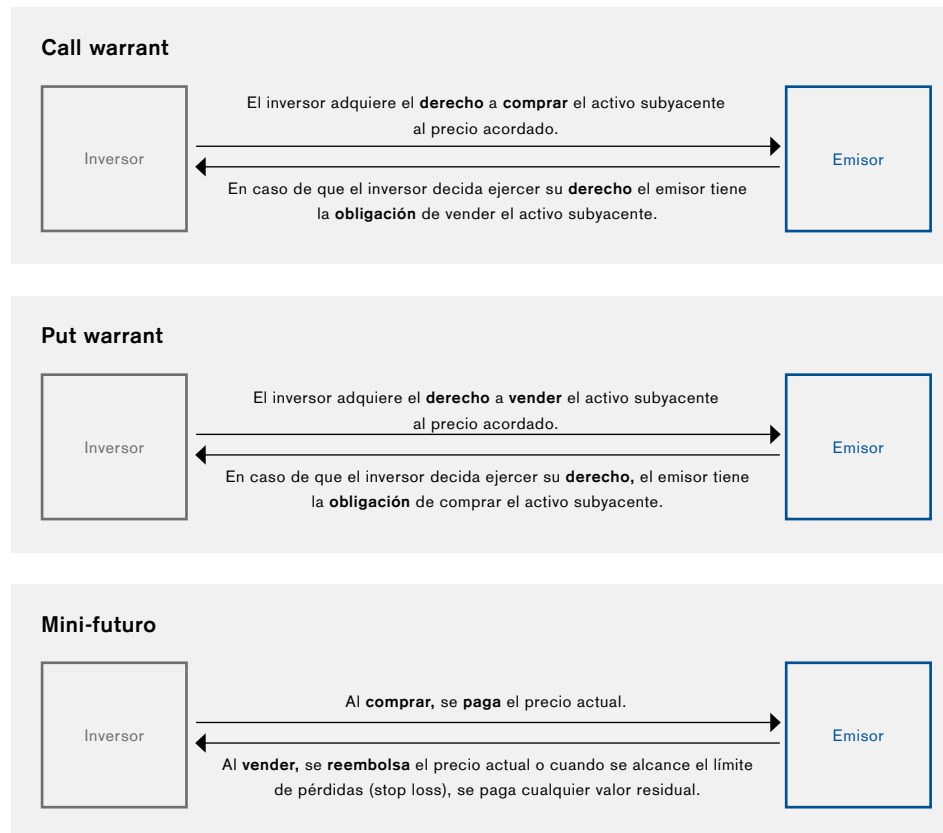 Call warrant
El inversor adquiere el derecho a comprar el activo subyacente
al precio acordado.
Inversor
Emisor
En caso de que el inversor decida ejercer su derecho el emisor tiene
la obligación de vender el activo subyacente.
Put warrant
El inversor adquiere el derecho a vender el activo subyacente
al precio acordado.
Inversor
Emisor
En caso de que el inversor decida ejercer su derecho, el emisor tiene
la obligación de comprar el activo subyacente.
Mini-futuro
Al comprar, se paga el precio actual.
Inversor
Emisor
Al vender, se reembolsa el precio actual o cuando se alcance el límite
de pérdidas (stop loss), se paga cualquier valor residual.